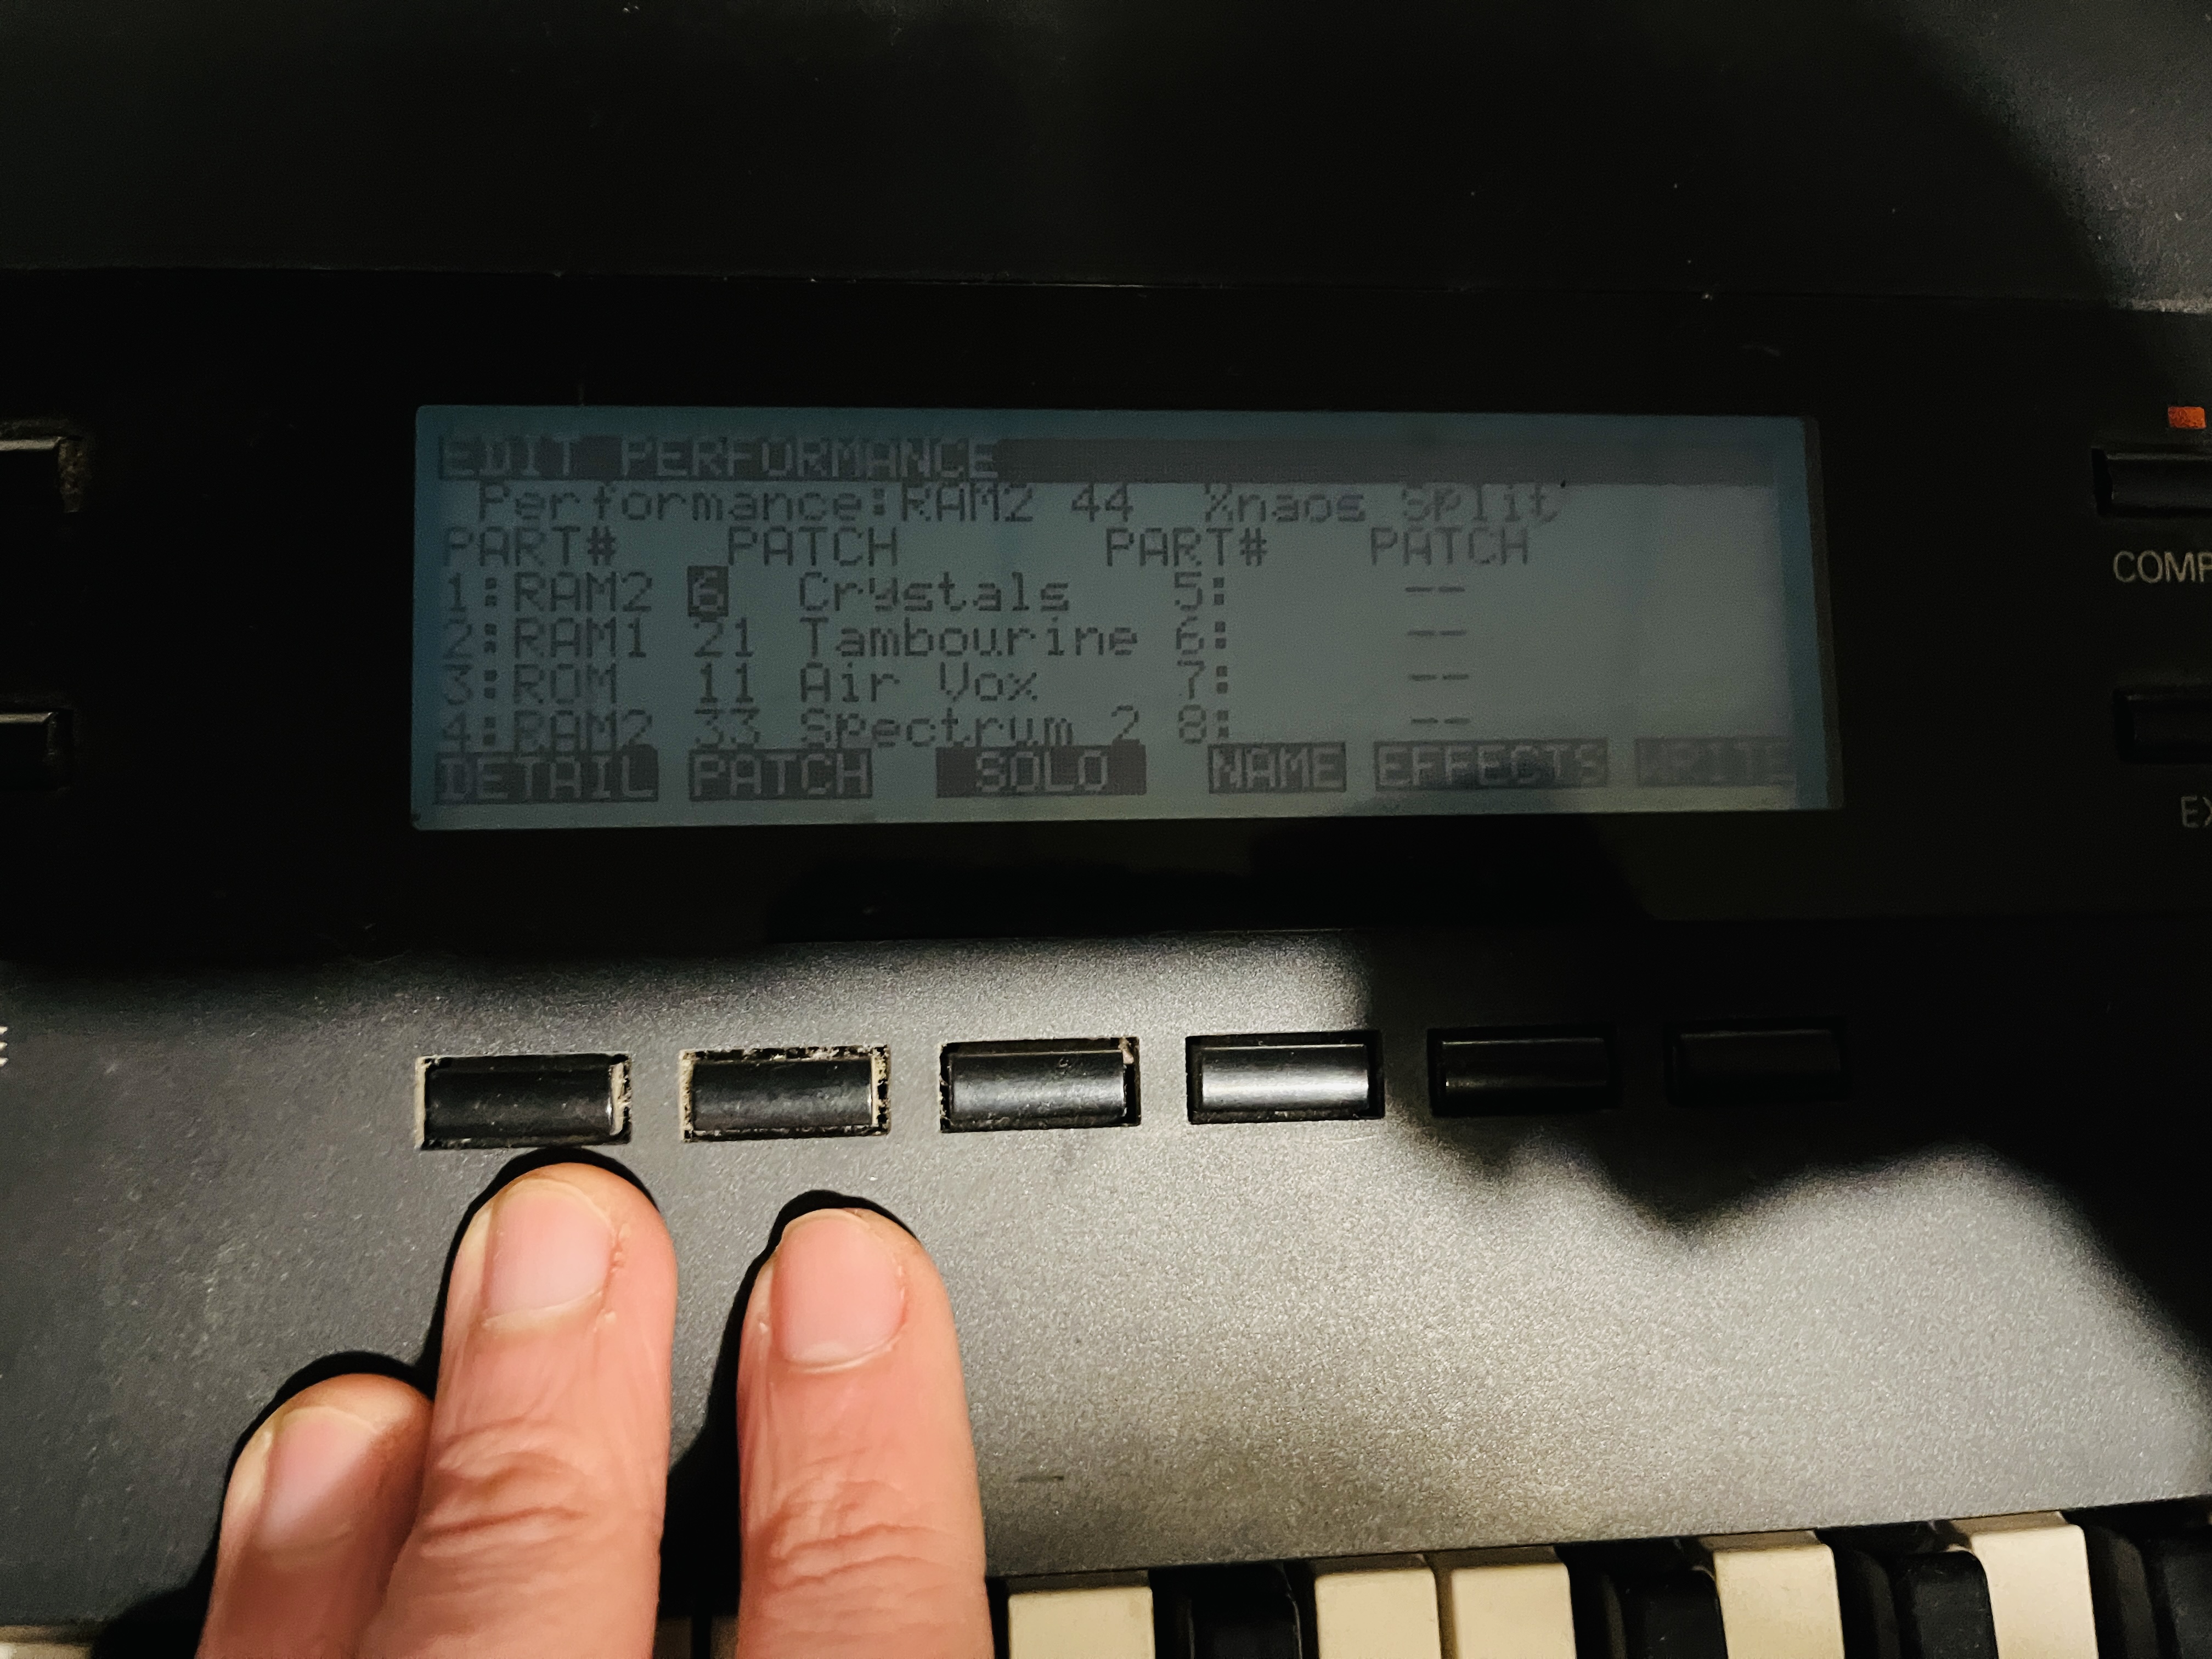 EDIT PERFORMANCE
Performance:RAM2 44 Xnaos Split
PART# PATCH PART# PATCH
1:RAM2 6 Crystals 5: --
2:RAM1 21 Tambourine 6: --
3:ROM 11 Air Vox 7: --
4:RAM2 33 Spectrum 2 8: --
DETAIL PATCH SOLO NAME EFFECTS WRITE